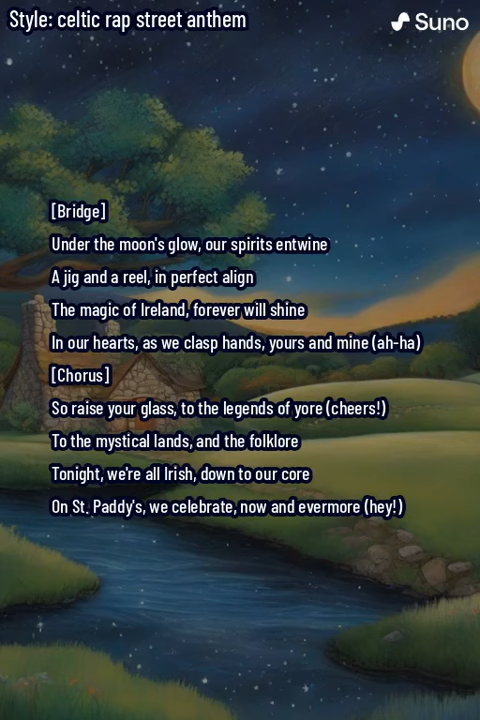 Style: celtic rap street anthem
Suno
[Bridge]
Under the moon's glow, our spirits entwine
A jig and a reel, in perfect align
The magic of Ireland, forever will shine
In our hearts, as we clasp hands, yours and mine (ah-ha)
[Chorus]
So raise your glass, to the legends of yore (cheers!)
To the mystical lands, and the folklore
Tonight, we're all Irish, down to our core
On St. Paddy's, we celebrate, now and evermore (hey!)